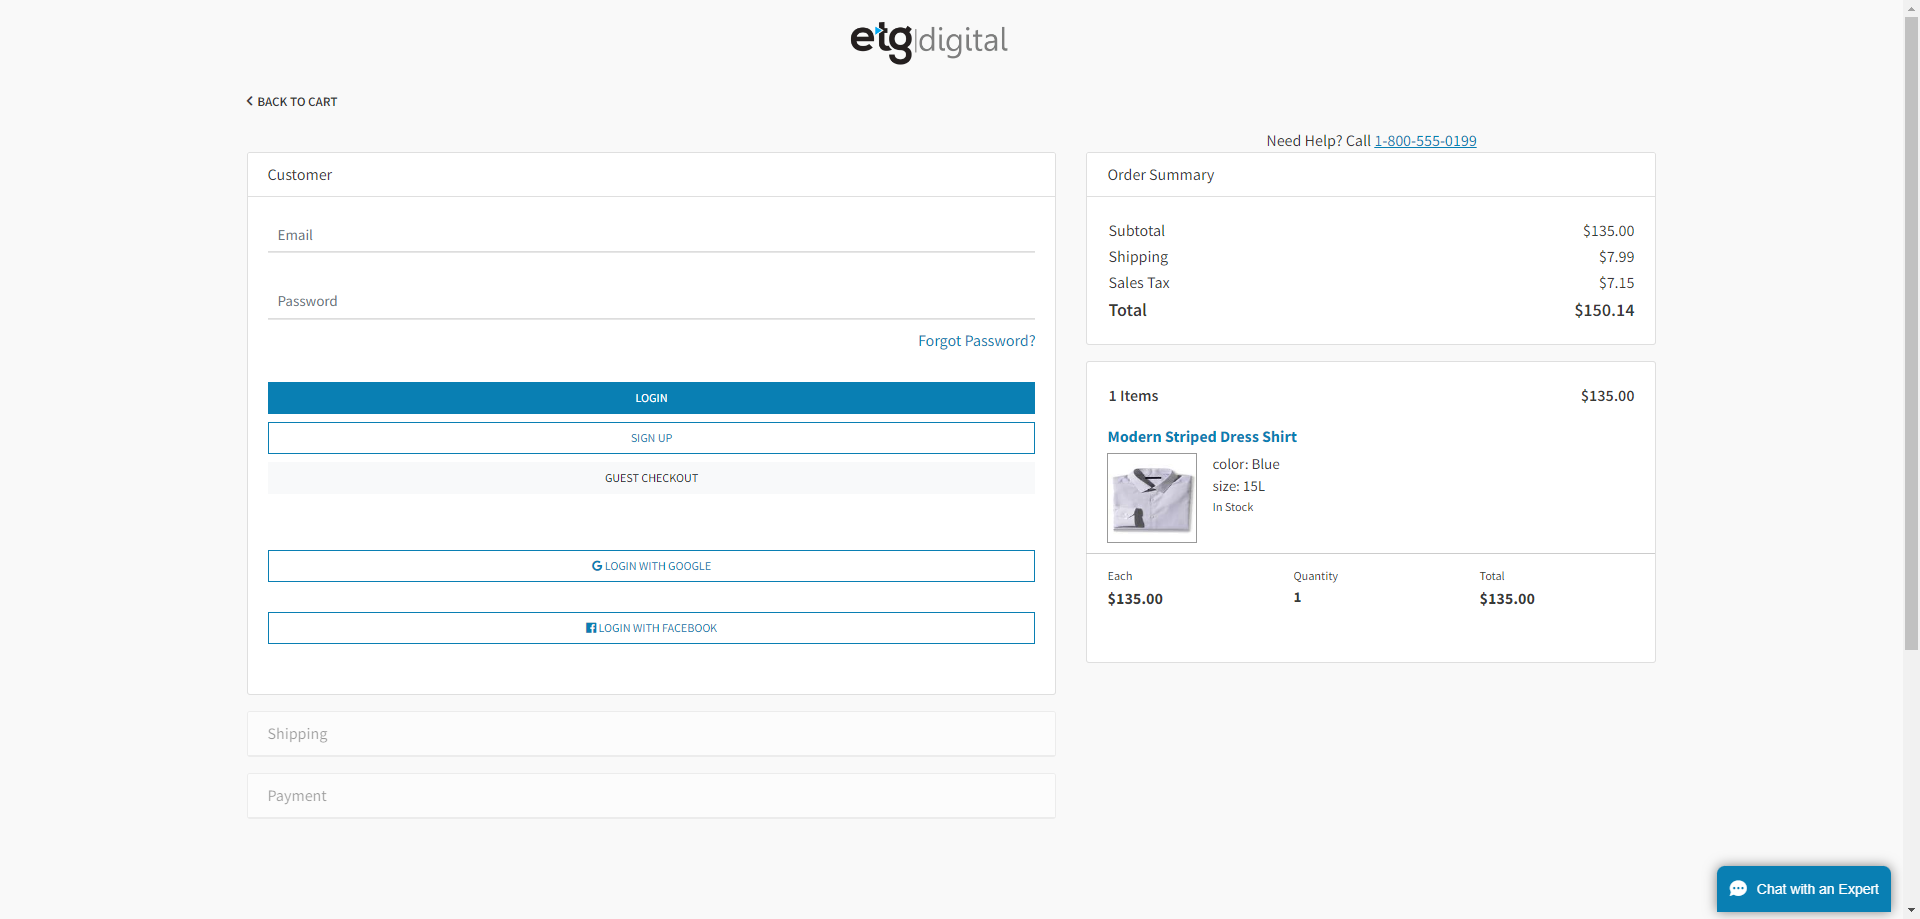 etg|digital
BACK TO CART
Need Help? Call 1-800-555-0199
Customer
Email
Password
Forgot Password?
LOGIN
SIGN UP
GUEST CHECKOUT
LOGIN WITH GOOGLE
LOGIN WITH FACEBOOK
Shipping
Payment
Order Summary
Subtotal $135.00
Shipping $7.99
Sales Tax $7.15
Total $150.14
1 Items $135.00
Modern Striped Dress Shirt
color: Blue
size: 15L
In Stock
Each Quantity Total
$135.00 1 $135.00
Chat with an Expert